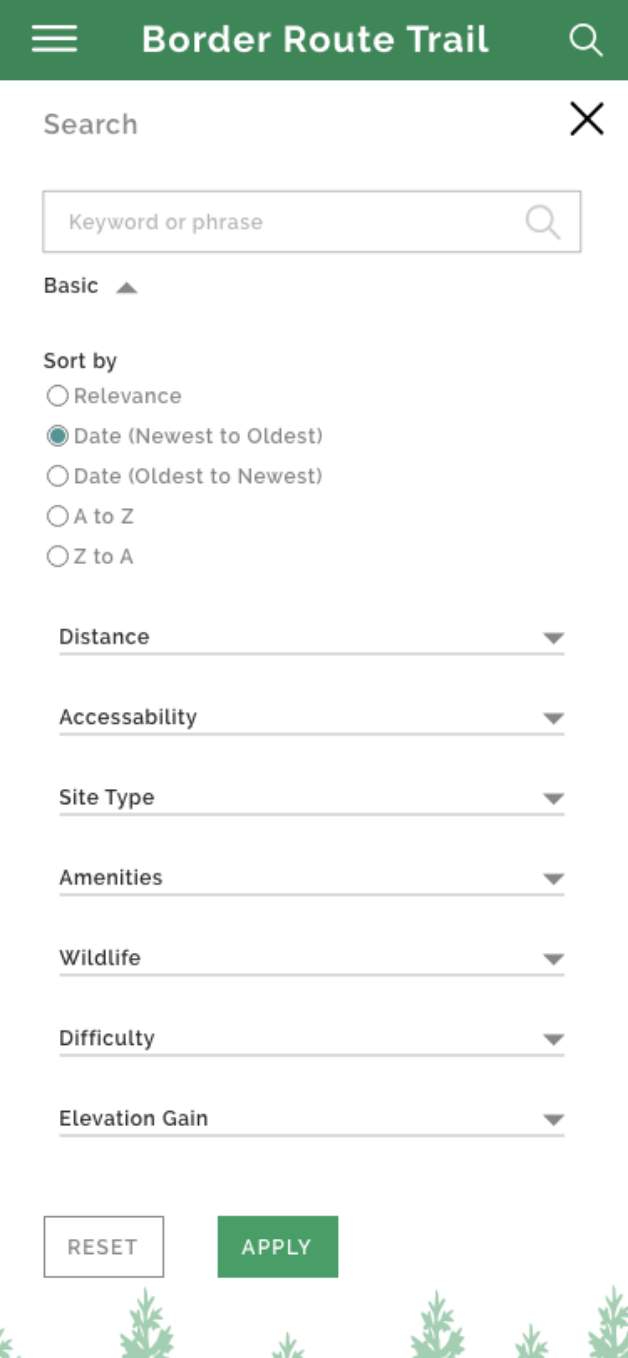 Border Route Trail
Search
Keyword or phrase
Basic
Sort by
Relevance
Date (Newest to Oldest)
Date (Oldest to Newest)
A to Z
Z to A
Distance
Accessability
Site Type
Amenities
Wildlife
Difficulty
Elevation Gain
RESET
APPLY